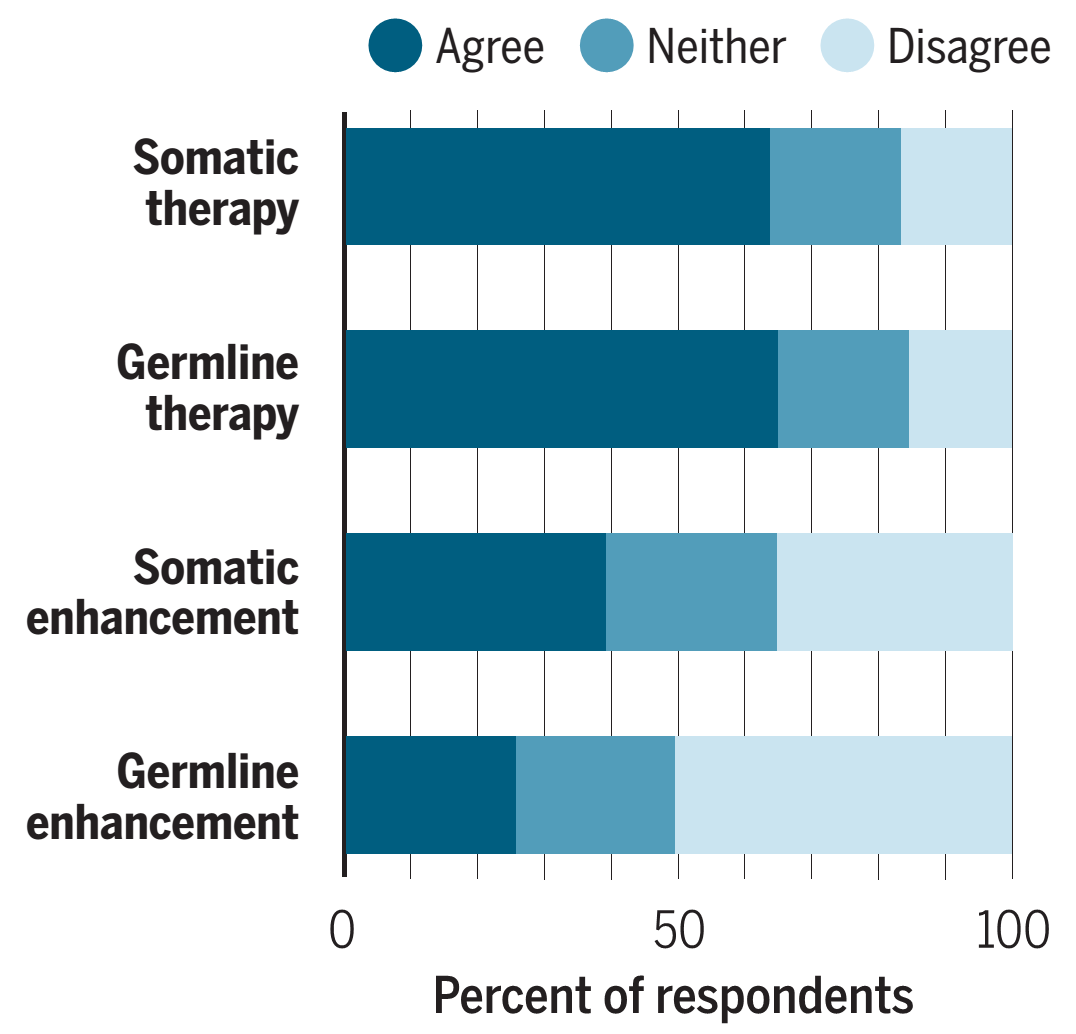 Agree Neither Disagree
Somatic
therapy
Germline
therapy
Somatic
enhancement
Germline
enhancement
0 50 100
Percent of respondents